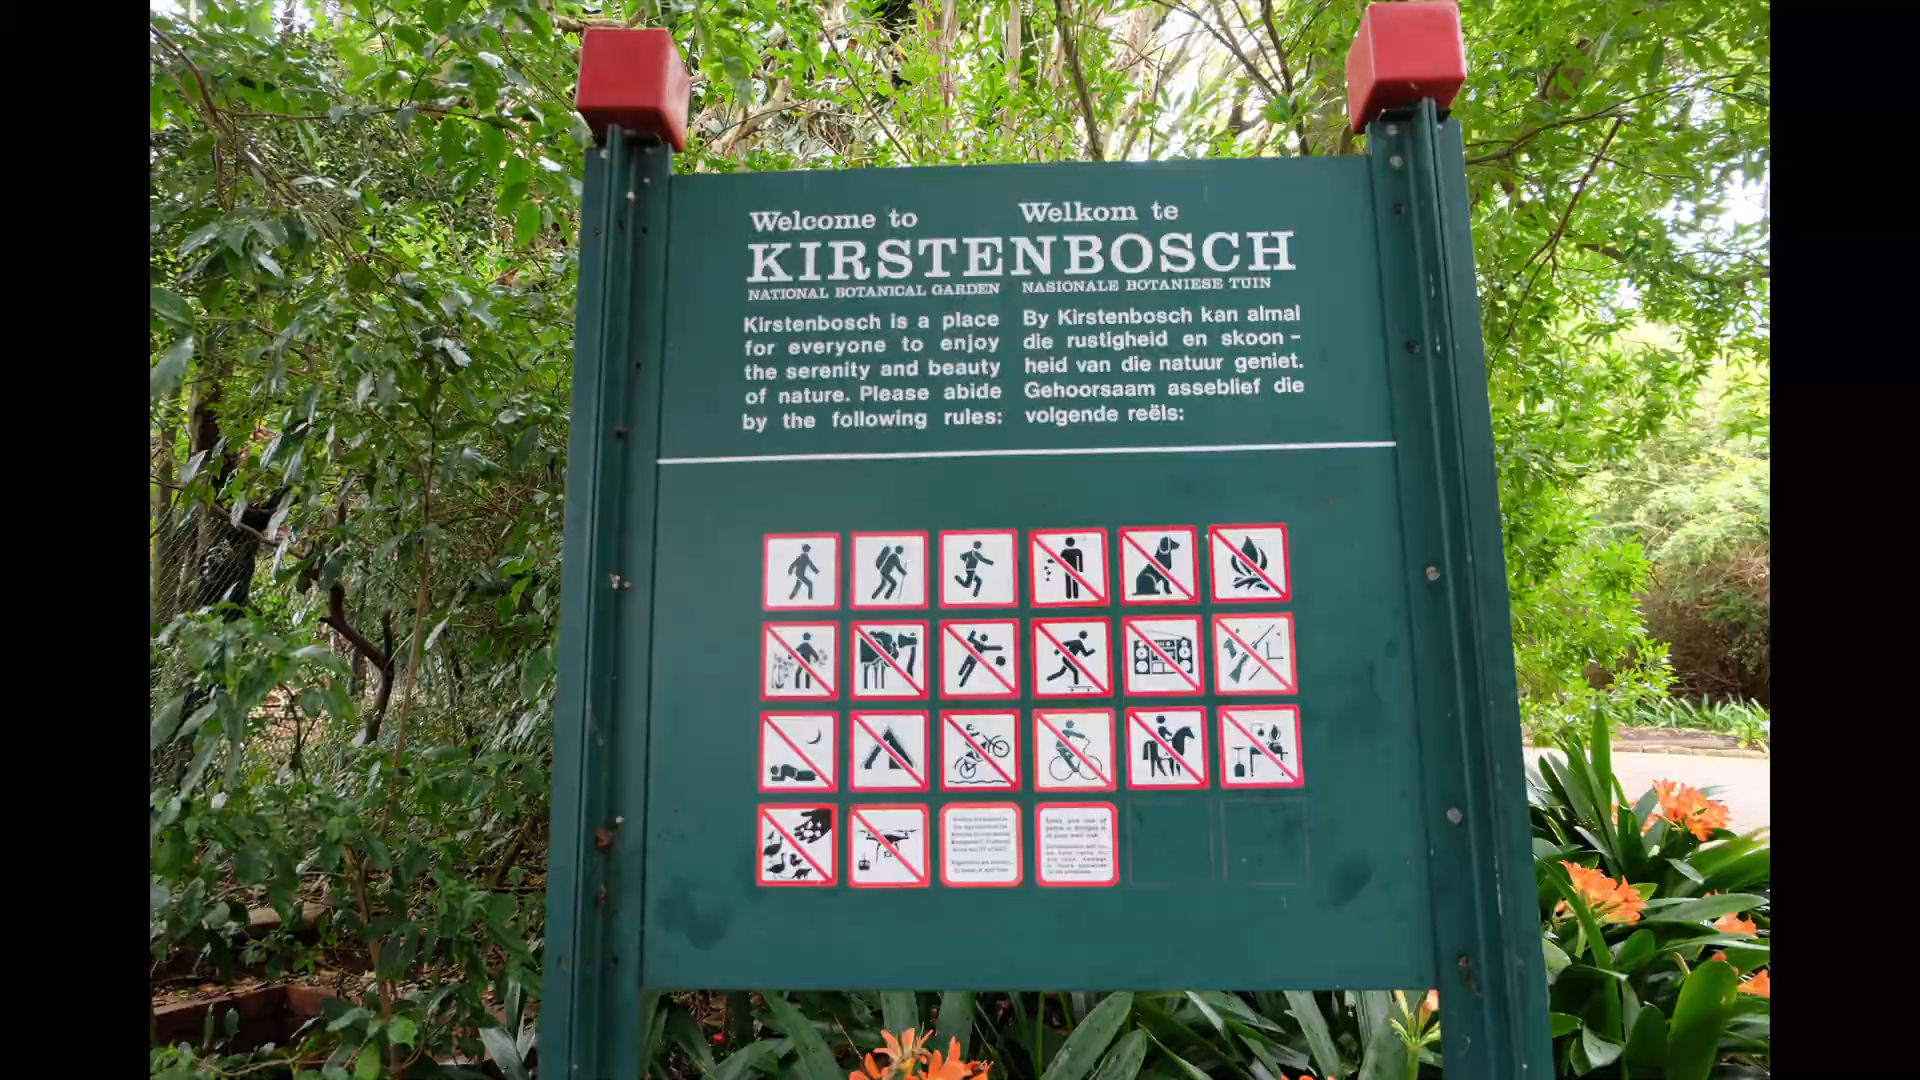 Welcome to
Welkom te
KIRSTENBOSCH
NATIONAL BOTANICAL GARDEN
NASIONALE BOTANIESE TUIN
Kirstenbosch is a place
for everyone to enjoy
the serenity and beauty
of nature. Please abide
by the following rules:
By Kirstenbosch kan almal
die rustigheid en skoon-
heid van die natuur geniet.
Gehoorsaam asseblief die
volgende reëls: